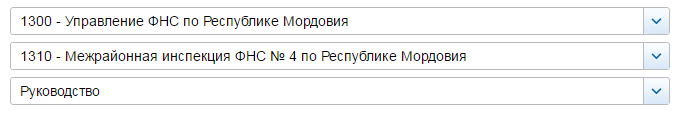 1300 - Управление ФНС по Республике Мордовия
1310 - Межрайонная инспекция ФНС № 4 по Республике Мордовия
Руководство